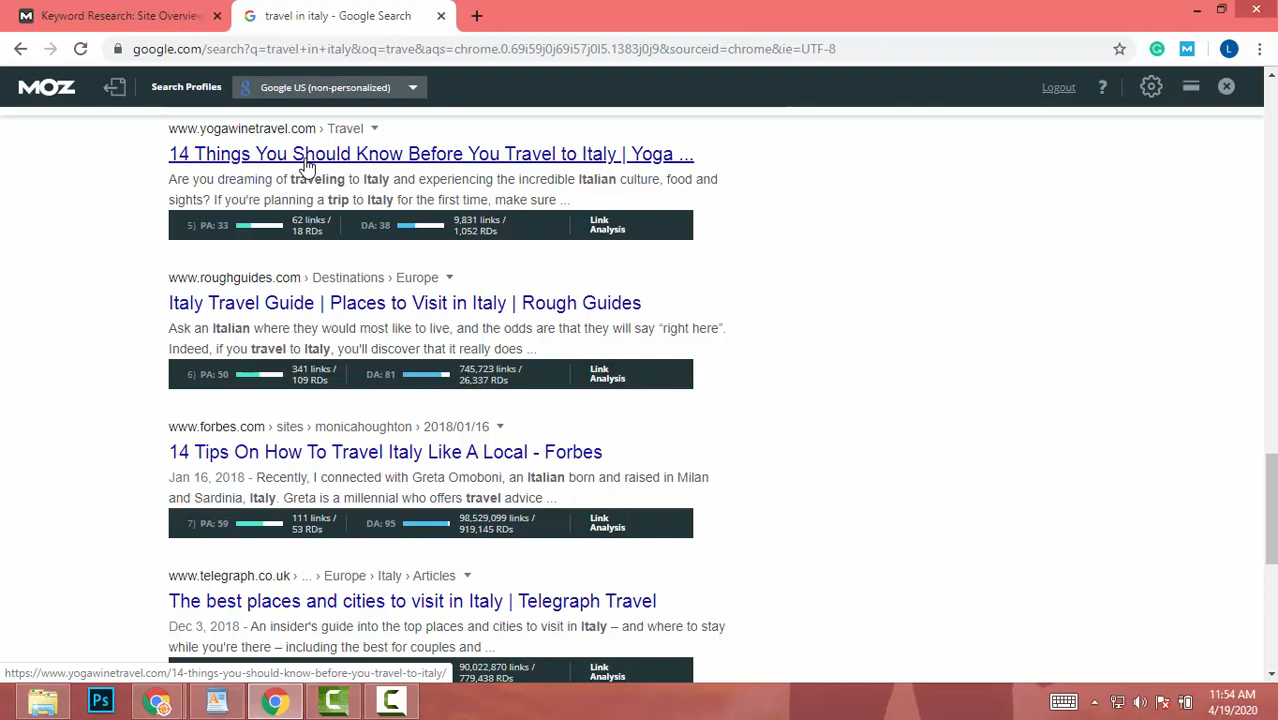 Keyword Research: Site Overview
travel in italy - Google Search
google.com/search?q=travel+in+italy&oq=trave&aqs=chrome.0.69i59j0j69i57j0l5.1383j0j9&sourceid=chrome&ie=UTF-8
L
MOZ
Search Profiles
Google US (non-personalized)
Logout
?
www.yogawinetravel.com › Travel
14 Things You Should Know Before You Travel to Italy | Yoga ...
Are you dreaming of traveling to Italy and experiencing the incredible Italian culture, food and
sights? If you're planning a trip to Italy for the first time, make sure ...
5) PA: 33 62 links / 18 RDs DA: 38 9,831 links / 1,052 RDs Link Analysis
www.roughguides.com › Destinations › Europe
Italy Travel Guide | Places to Visit in Italy | Rough Guides
Ask an Italian where they would most like to live, and the odds are that they will say “right here”.
Indeed, if you travel to Italy, you'll discover that it really does ...
6) PA: 50 341 links / 109 RDs DA: 81 745,723 links / 26,337 RDs Link Analysis
www.forbes.com › sites › monicahoughton › 2018/01/16
14 Tips On How To Travel Italy Like A Local - Forbes
Jan 16, 2018 - Recently, I connected with Greta Omoboni, an Italian born and raised in Milan
and Sardinia, Italy. Greta is a millennial who offers travel advice ...
7) PA: 59 111 links / 53 RDs DA: 95 98,529,099 links / 919,145 RDs Link Analysis
www.telegraph.co.uk › ... › Europe › Italy › Articles
The best places and cities to visit in Italy | Telegraph Travel
Dec 3, 2018 - An insider's guide into the top places and cities to visit in Italy – and where to stay
while you're there – including the best for couples and ...
90,022,870 links / 779,438 RDs Link Analysis
https://www.yogawinetravel.com/14-things-you-should-know-before-you-travel-to-italy/
Ps
11:54 AM
4/19/2020